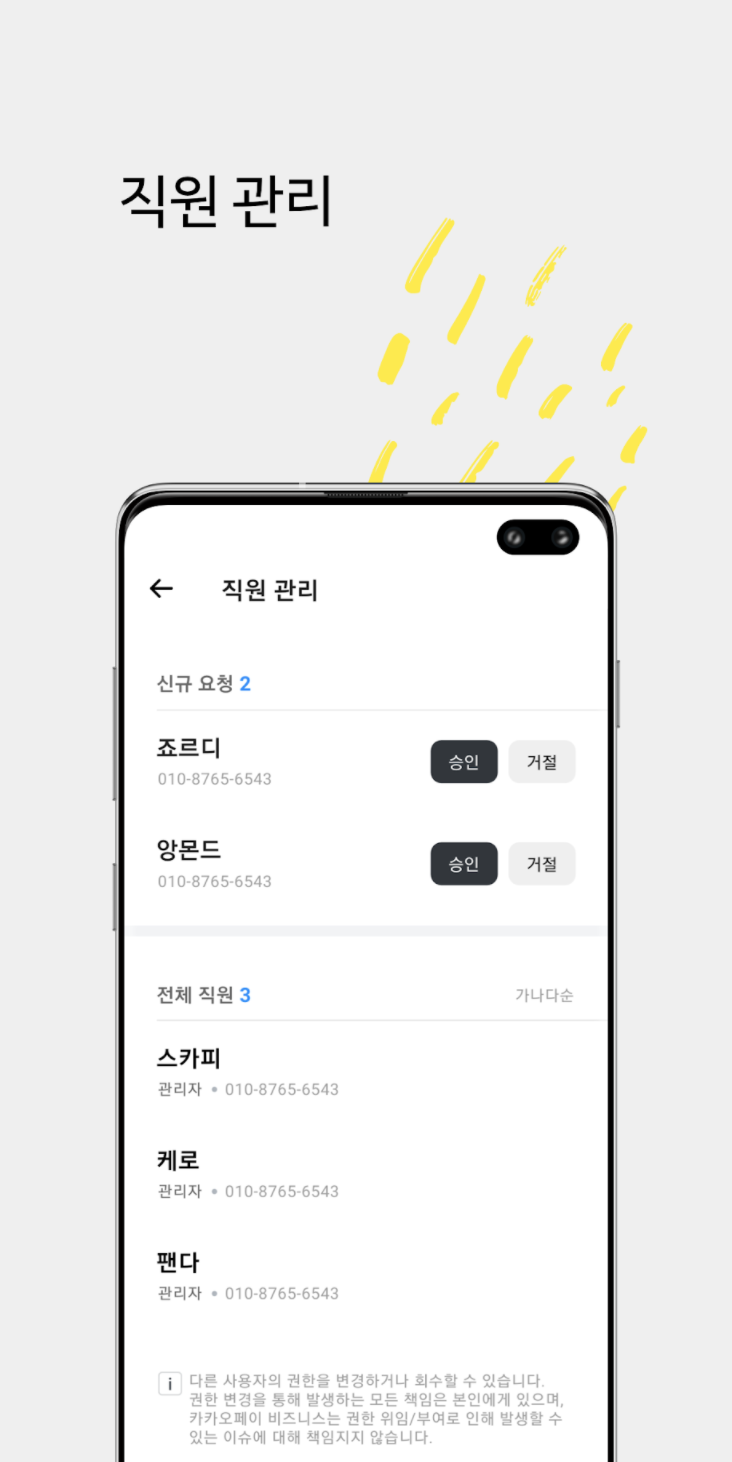 직원 관리
직원 관리
신규 요청 2
죠르디
010-8765-6543
승인
거절
앙몬드
010-8765-6543
승인
거절
전체 직원 3
가나다순
스카피
관리자 • 010-8765-6543
케로
관리자 • 010-8765-6543
팬다
관리자 • 010-8765-6543
i 다른 사용자의 권한을 변경하거나 회수할 수 있습니다.
권한 변경을 통해 발생하는 모든 책임은 본인에게 있으며,
카카오페이 비즈니스는 권한 위임/부여로 인해 발생할 수
있는 이슈에 대해 책임지지 않습니다.